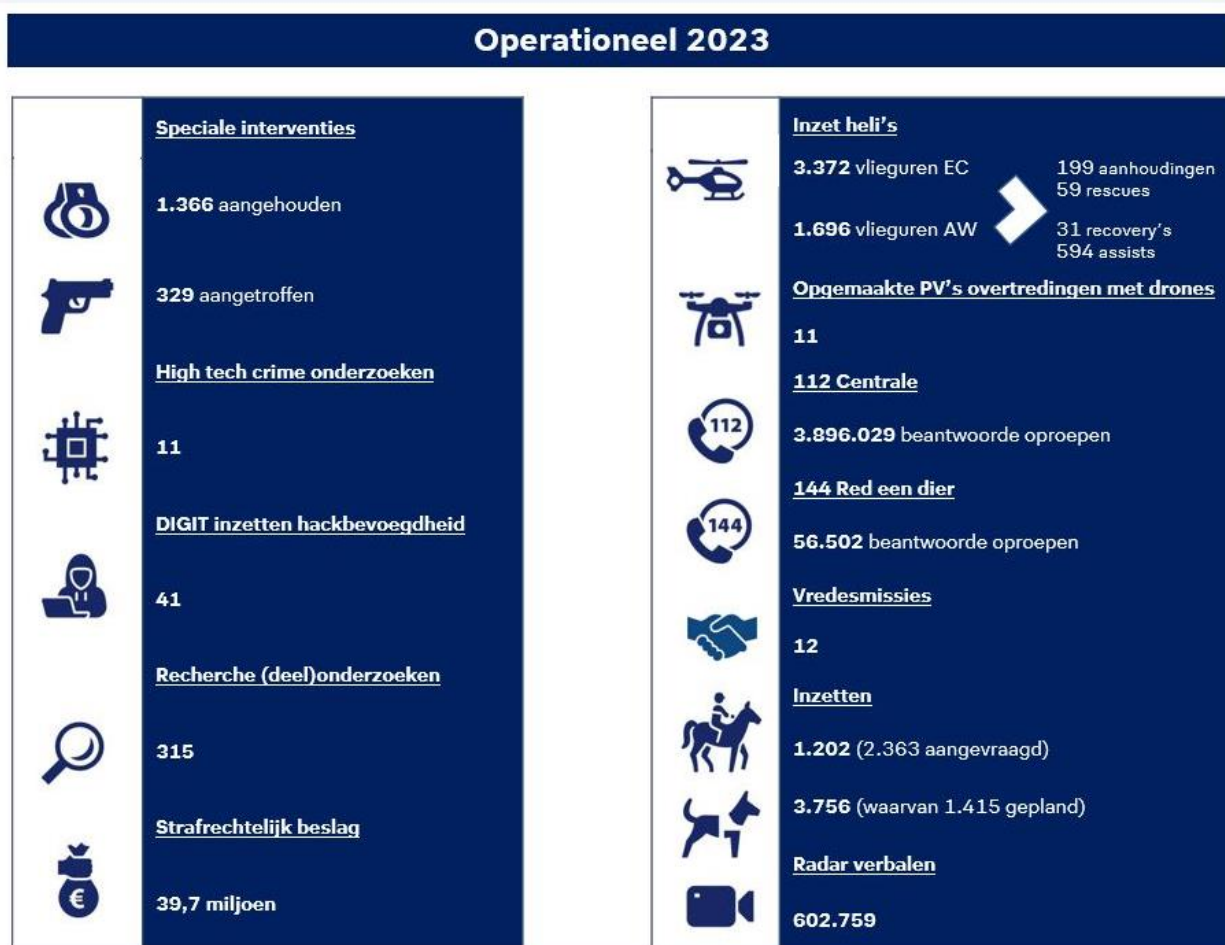 Operationeel 2023
Speciale interventies
1.366 aangehouden
329 aangetroffen
High tech crime onderzoeken
11
DIGIT inzetten hackbevoegdheid
41
Recherche (deel)onderzoeken
315
Strafrechtelijk beslag
€
39,7 miljoen
Inzet heli's
3.372 vlieguren EC
199 aanhoudingen
59 rescues
1.696 vlieguren AW
31 recovery's
594 assists
Opgemaakte PV's overtredingen met drones
11
112 Centrale
112
3.896.029 beantwoorde oproepen
144 Red een dier
144
56.502 beantwoorde oproepen
Vredesmissies
12
Inzetten
1.202 (2.363 aangevraagd)
3.756 (waarvan 1.415 gepland)
Radar verbalen
602.759